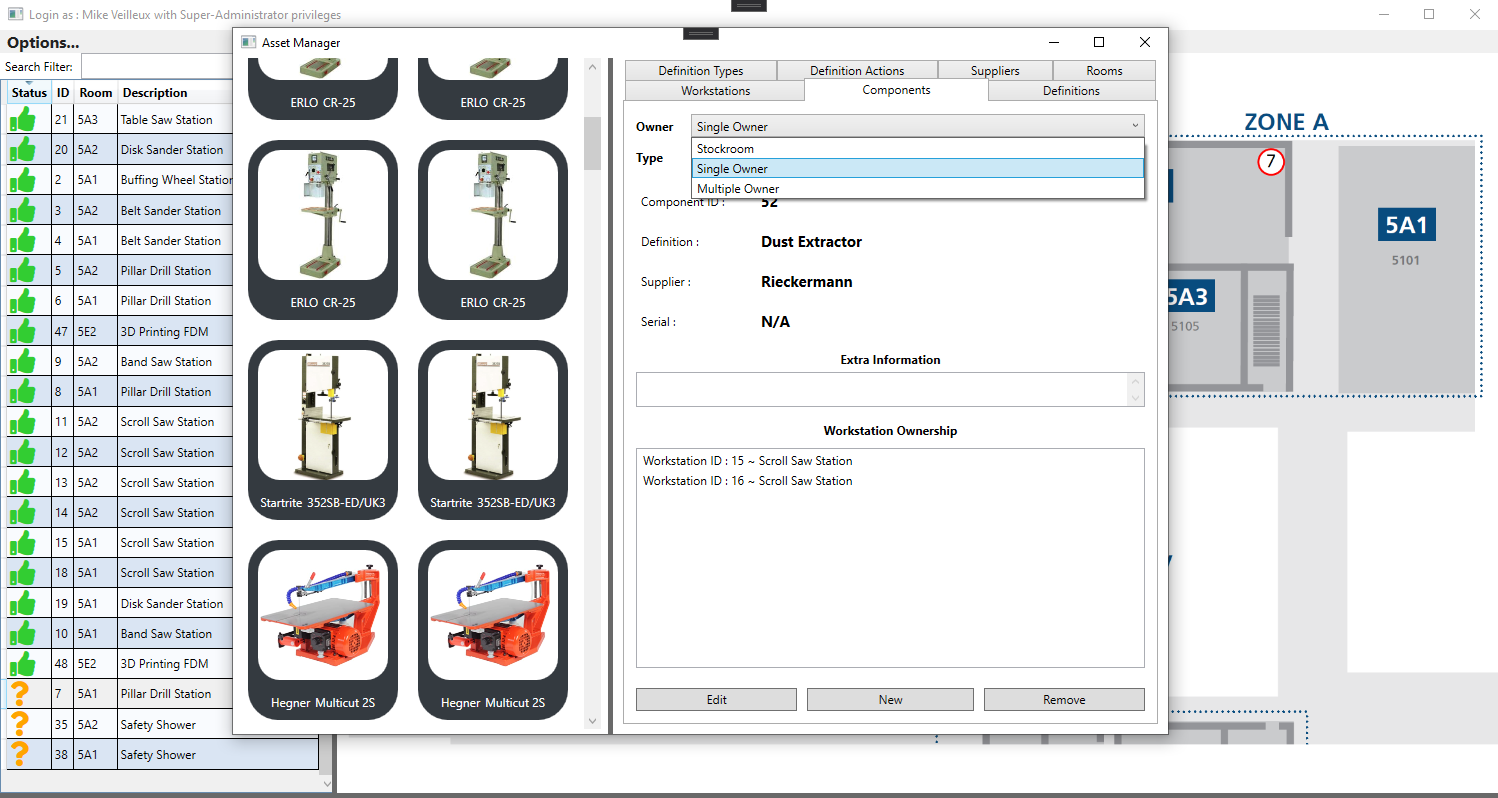 Login as : Mike Veilleux with Super-Administrator privileges
Options...
Search Filter:
Status ID Room Description
21 5A3 Table Saw Station
20 5A2 Disk Sander Station
2 5A1 Buffing Wheel Station
3 5A2 Belt Sander Station
4 5A1 Belt Sander Station
5 5A2 Pillar Drill Station
6 5A1 Pillar Drill Station
47 5E2 3D Printing FDM
9 5A2 Band Saw Station
8 5A1 Pillar Drill Station
11 5A2 Scroll Saw Station
12 5A2 Scroll Saw Station
13 5A2 Scroll Saw Station
14 5A2 Scroll Saw Station
15 5A1 Scroll Saw Station
18 5A1 Scroll Saw Station
19 5A1 Disk Sander Station
10 5A1 Band Saw Station
48 5E2 3D Printing FDM
7 5A1 Pillar Drill Station
35 5A2 Safety Shower
38 5A1 Safety Shower
Asset Manager
ERLO CR-25
ERLO CR-25
ERLO CR-25
ERLO CR-25
Startrite 352SB-ED/UK3
Startrite 352SB-ED/UK3
Hegner Multicut 2S
Hegner Multicut 2S
Definition Types
Definition Actions
Suppliers
Rooms
Workstations
Components
Definitions
Owner
Single Owner
Stockroom
Single Owner
Multiple Owner
Type
Component ID : 52
Definition : Dust Extractor
Supplier : Rieckermann
Serial : N/A
Extra Information
Workstation Ownership
Workstation ID : 15 ~ Scroll Saw Station
Workstation ID : 16 ~ Scroll Saw Station
Edit
New
Remove
ZONE A
7
5A1
5101
5A3
5105